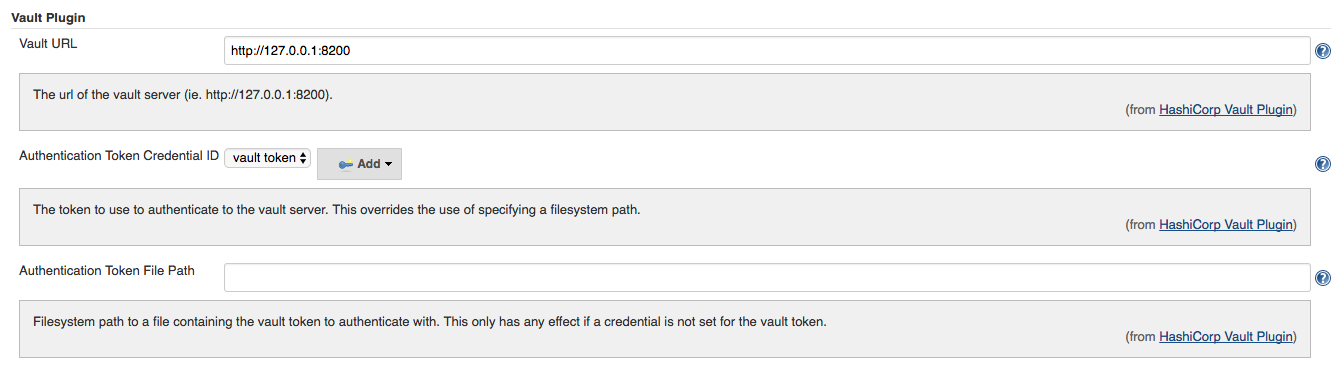 Vault Plugin
Vault URL
http://127.0.0.1:8200
The url of the vault server (ie. http://127.0.0.1:8200).
(from HashiCorp Vault Plugin)
Authentication Token Credential ID vault token Add
The token to use to authenticate to the vault server. This overrides the use of specifying a filesystem path.
(from HashiCorp Vault Plugin)
Authentication Token File Path
Filesystem path to a file containing the vault token to authenticate with. This only has any effect if a credential is not set for the vault token.
(from HashiCorp Vault Plugin)